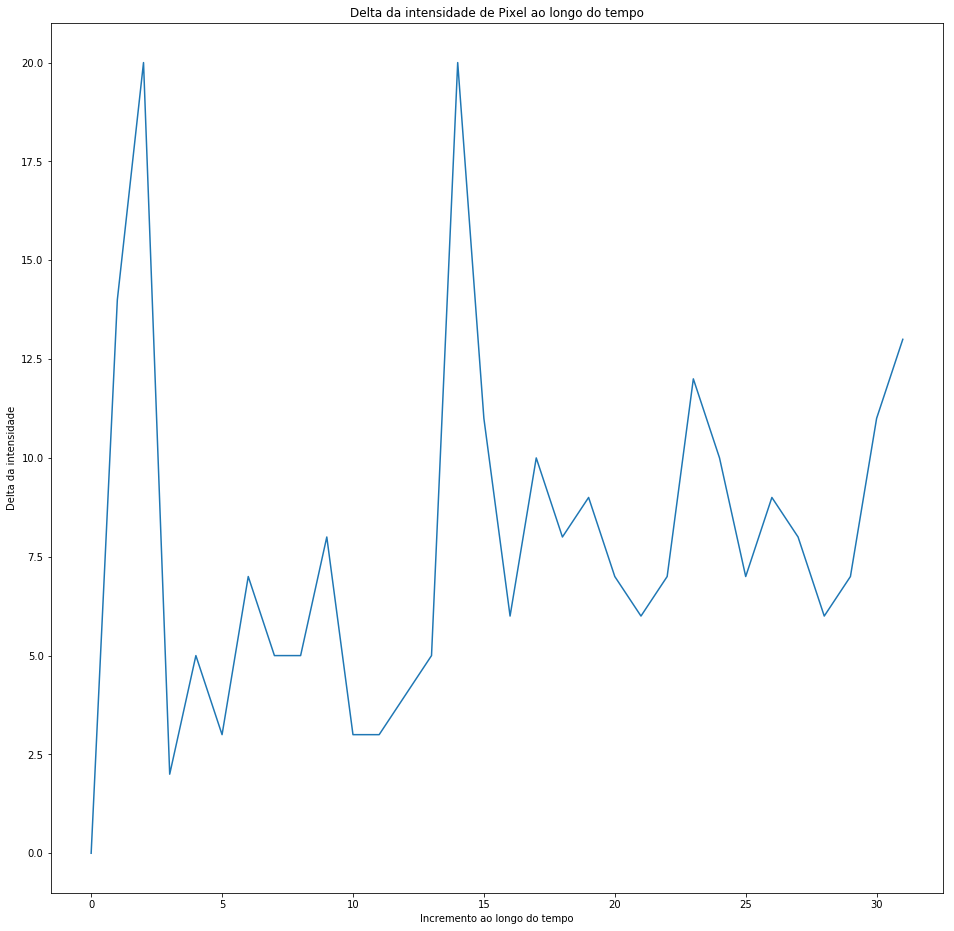 Delta da intensidade de Pixel ao longo do tempo
20.0
17.5
15.0
12.5
10.0
7.5
5.0
2.5
0.0
Delta da intensidade
0 5 10 15 20 25 30
Incremento ao longo do tempo